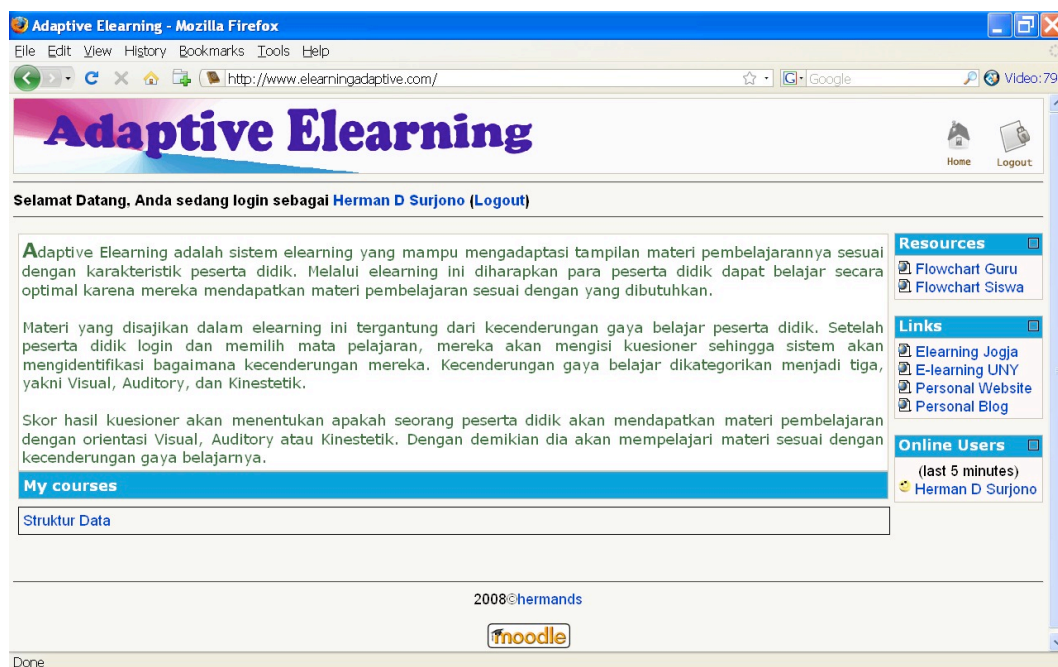 Adaptive Elearning - Mozilla Firefox
File Edit View History Bookmarks Tools Help
http://www.elearningadaptive.com/
G Google
Video:79
Adaptive Elearning
Home
Logout
Selamat Datang, Anda sedang login sebagai Herman D Surjono (Logout)
Adaptive Elearning adalah sistem elearning yang mampu mengadaptasi tampilan materi pembelajarannya sesuai
dengan karakteristik peserta didik. Melalui elearning ini diharapkan para peserta didik dapat belajar secara
optimal karena mereka mendapatkan materi pembelajaran sesuai dengan yang dibutuhkan.
Materi yang disajikan dalam elearning ini tergantung dari kecenderungan gaya belajar peserta didik. Setelah
peserta didik login dan memilih mata pelajaran, mereka akan mengisi kuesioner sehingga sistem akan
mengidentifikasi bagaimana kecenderungan mereka. Kecenderungan gaya belajar dikategorikan menjadi tiga,
yakni Visual, Auditory, dan Kinestetik.
Skor hasil kuesioner akan menentukan apakah seorang peserta didik akan mendapatkan materi pembelajaran
dengan orientasi Visual, Auditory atau Kinestetik. Dengan demikian dia akan mempelajari materi sesuai dengan
kecenderungan gaya belajarnya.
My courses
Struktur Data
Resources
Flowchart Guru
Flowchart Siswa
Links
Elearning Jogja
E-learning UNY
Personal Website
Personal Blog
Online Users
(last 5 minutes)
Herman D Surjono
2008©hermands
moodle
Done